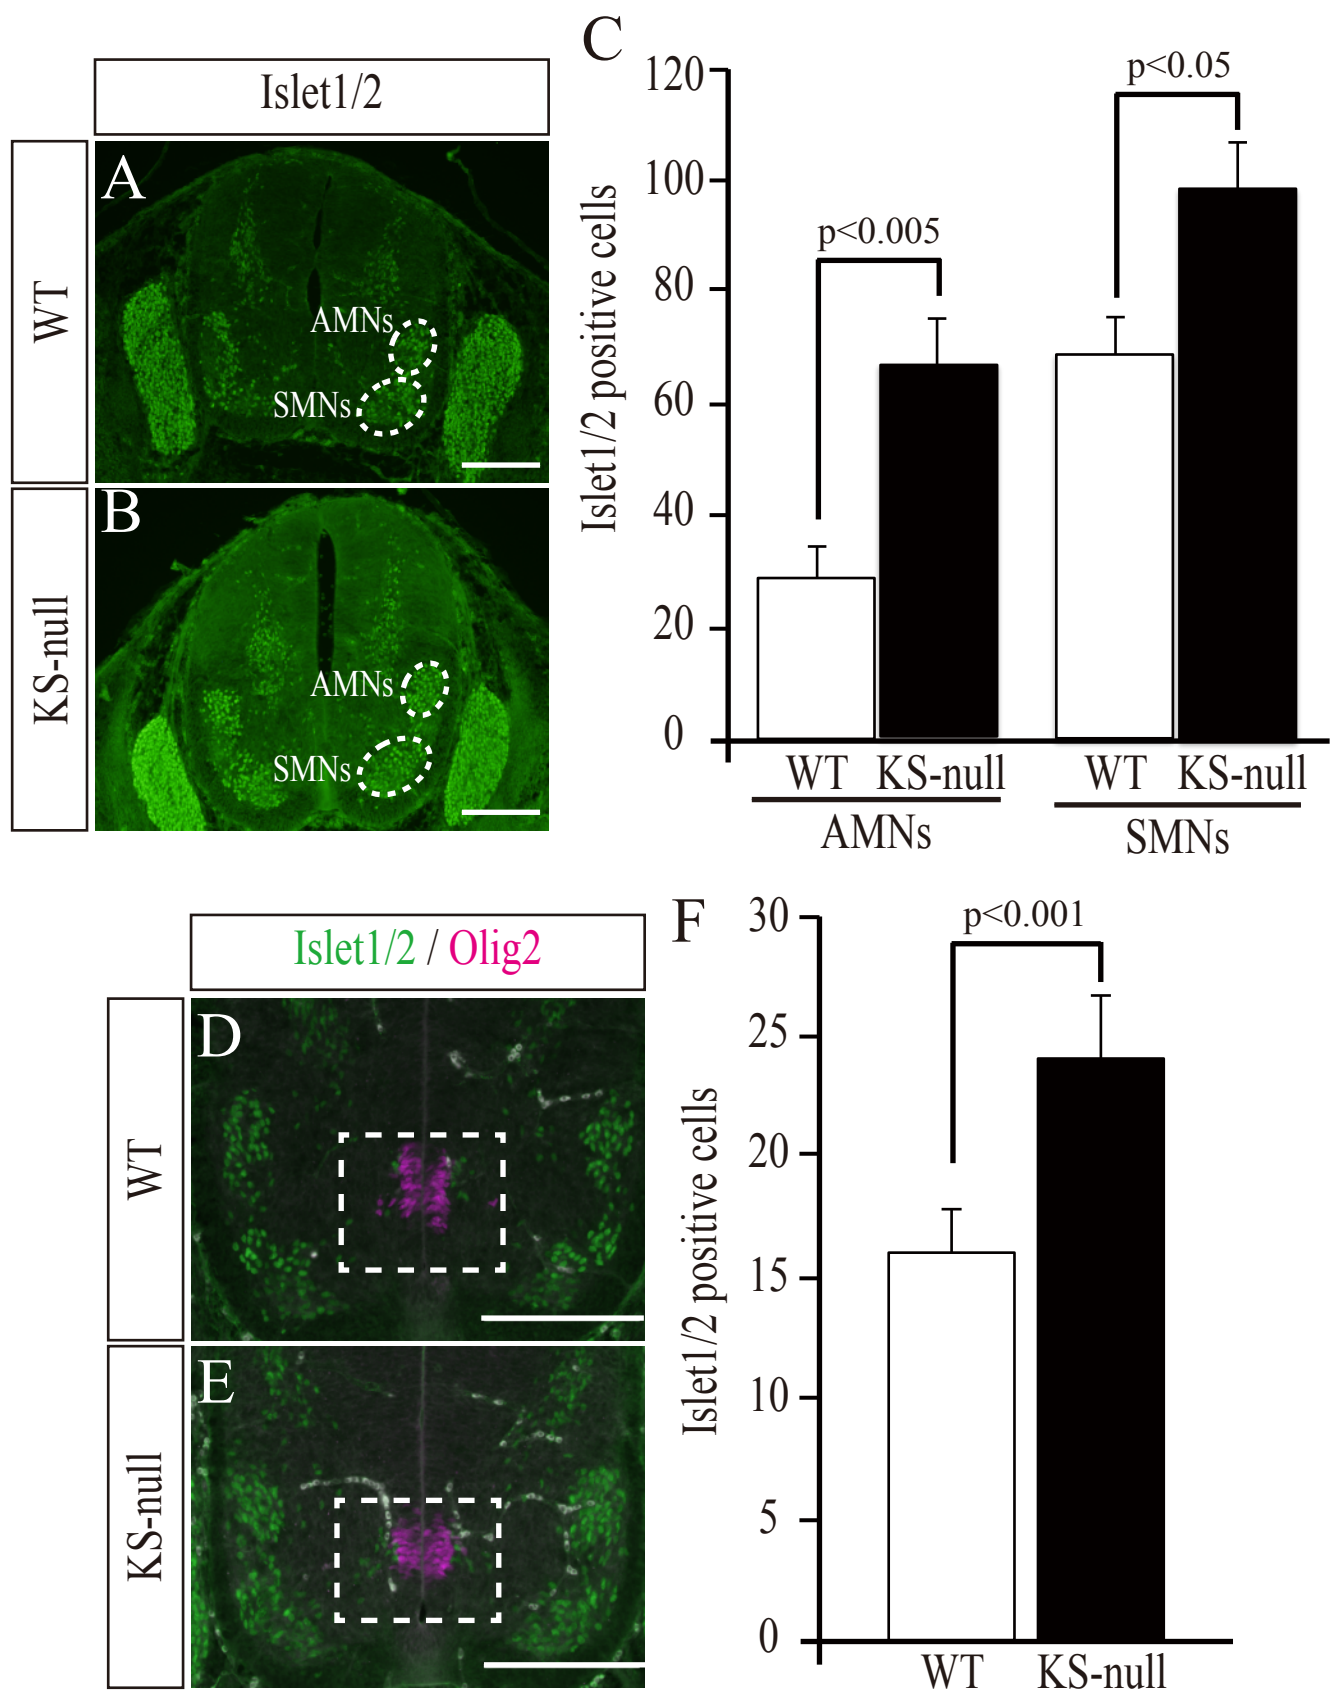 Islet1/2
WT
KS-null
A
AMNs
SMNs
B
AMNs
SMNs
C
Islet1/2 positive cells
120
100
80
60
40
20
0
p<0.005
p<0.05
WT KS-null WT KS-null
AMNs SMNs
Islet1/2 / Olig2
WT
KS-null
D
E
F
Islet1/2 positive cells
30
25
20
15
10
5
0
p<0.001
WT KS-null